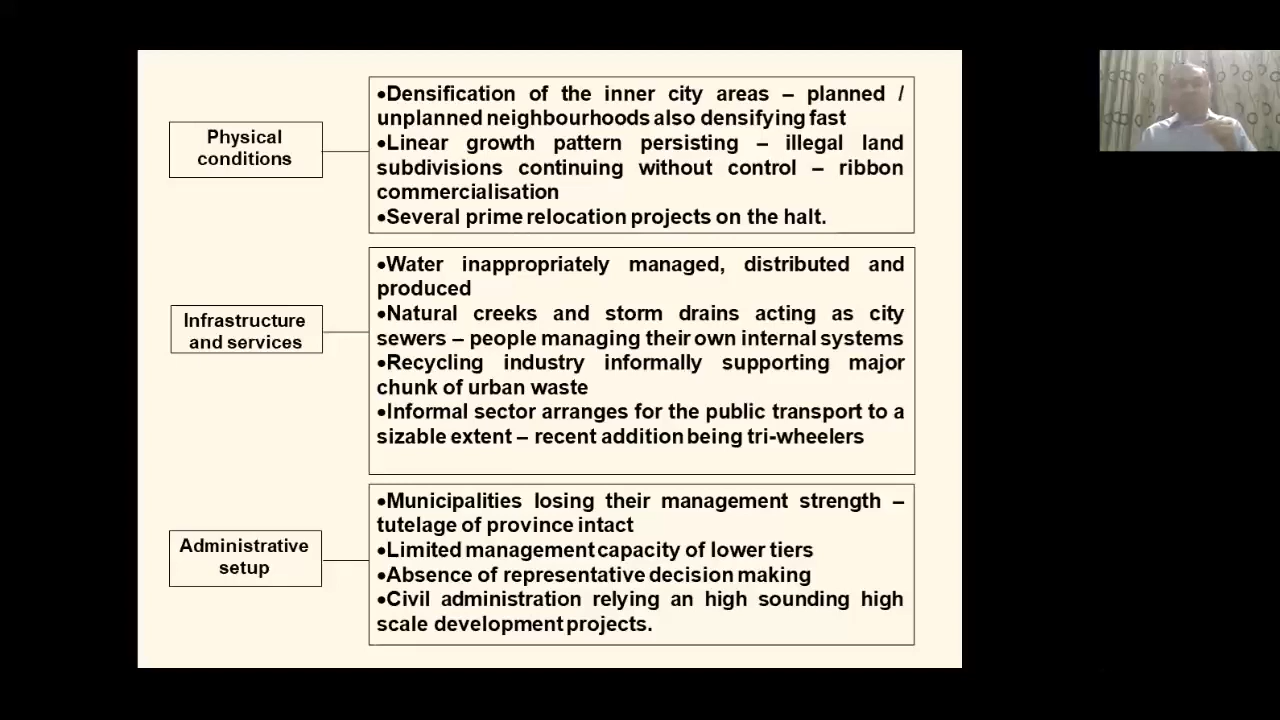 Physical
conditions
•Densification of the inner city areas – planned /
unplanned neighbourhoods also densifying fast
•Linear growth pattern persisting – illegal land
subdivisions continuing without control – ribbon
commercialisation
•Several prime relocation projects on the halt.
Infrastructure
and services
•Water inappropriately managed, distributed and
produced
•Natural creeks and storm drains acting as city
sewers – people managing their own internal systems
•Recycling industry informally supporting major
chunk of urban waste
•Informal sector arranges for the public transport to a
sizable extent – recent addition being tri-wheelers
Administrative
setup
•Municipalities losing their management strength –
tutelage of province intact
•Limited management capacity of lower tiers
•Absence of representative decision making
•Civil administration relying an high sounding high
scale development projects.